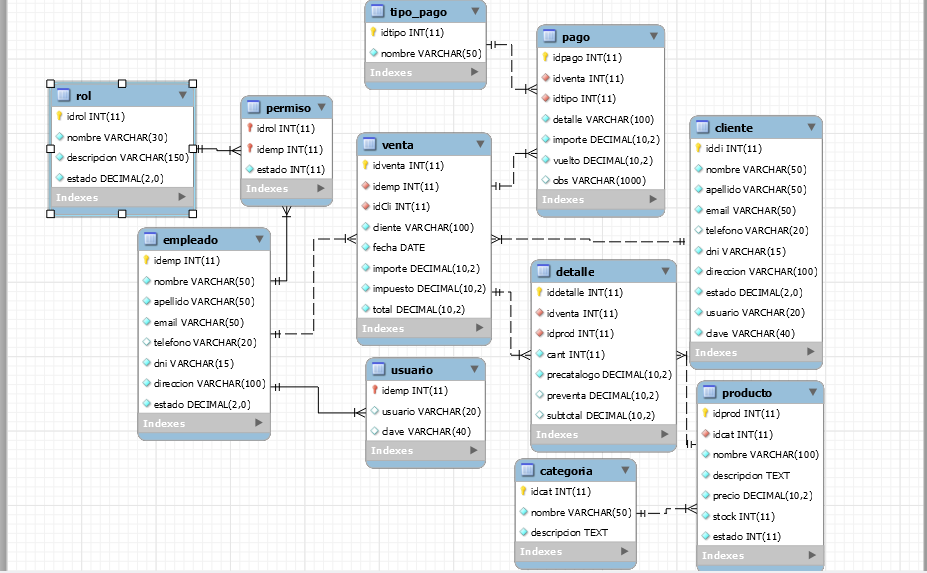 tipo_pago
idtipo INT(11)
nombre VARCHAR(50)
Indexes
pago
idpago INT(11)
idventa INT(11)
idtipo INT(11)
detalle VARCHAR(100)
importe DECIMAL(10,2)
vuelto DECIMAL(10,2)
obs VARCHAR(1000)
Indexes
rol
idrol INT(11)
nombre VARCHAR(30)
descripcion VARCHAR(150)
estado DECIMAL(2,0)
Indexes
permiso
idrol INT(11)
idemp INT(11)
estado INT(11)
Indexes
venta
idventa INT(11)
idemp INT(11)
idCli INT(11)
cliente VARCHAR(100)
fecha DATE
importe DECIMAL(10,2)
impuesto DECIMAL(10,2)
total DECIMAL(10,2)
Indexes
cliente
idcli INT(11)
nombre VARCHAR(50)
apellido VARCHAR(50)
email VARCHAR(50)
telefono VARCHAR(20)
dni VARCHAR(15)
direccion VARCHAR(100)
estado DECIMAL(2,0)
usuario VARCHAR(20)
clave VARCHAR(40)
Indexes
empleado
idemp INT(11)
nombre VARCHAR(50)
apellido VARCHAR(50)
email VARCHAR(50)
telefono VARCHAR(20)
dni VARCHAR(15)
direccion VARCHAR(100)
estado DECIMAL(2,0)
Indexes
detalle
iddetalle INT(11)
idventa INT(11)
idprod INT(11)
cant INT(11)
precatalogo DECIMAL(10,2)
preventa DECIMAL(10,2)
subtotal DECIMAL(10,2)
Indexes
usuario
idemp INT(11)
usuario VARCHAR(20)
clave VARCHAR(40)
Indexes
producto
idprod INT(11)
idcat INT(11)
nombre VARCHAR(100)
descripcion TEXT
precio DECIMAL(10,2)
stock INT(11)
estado INT(11)
Indexes
categoria
idcat INT(11)
nombre VARCHAR(50)
descripcion TEXT
Indexes